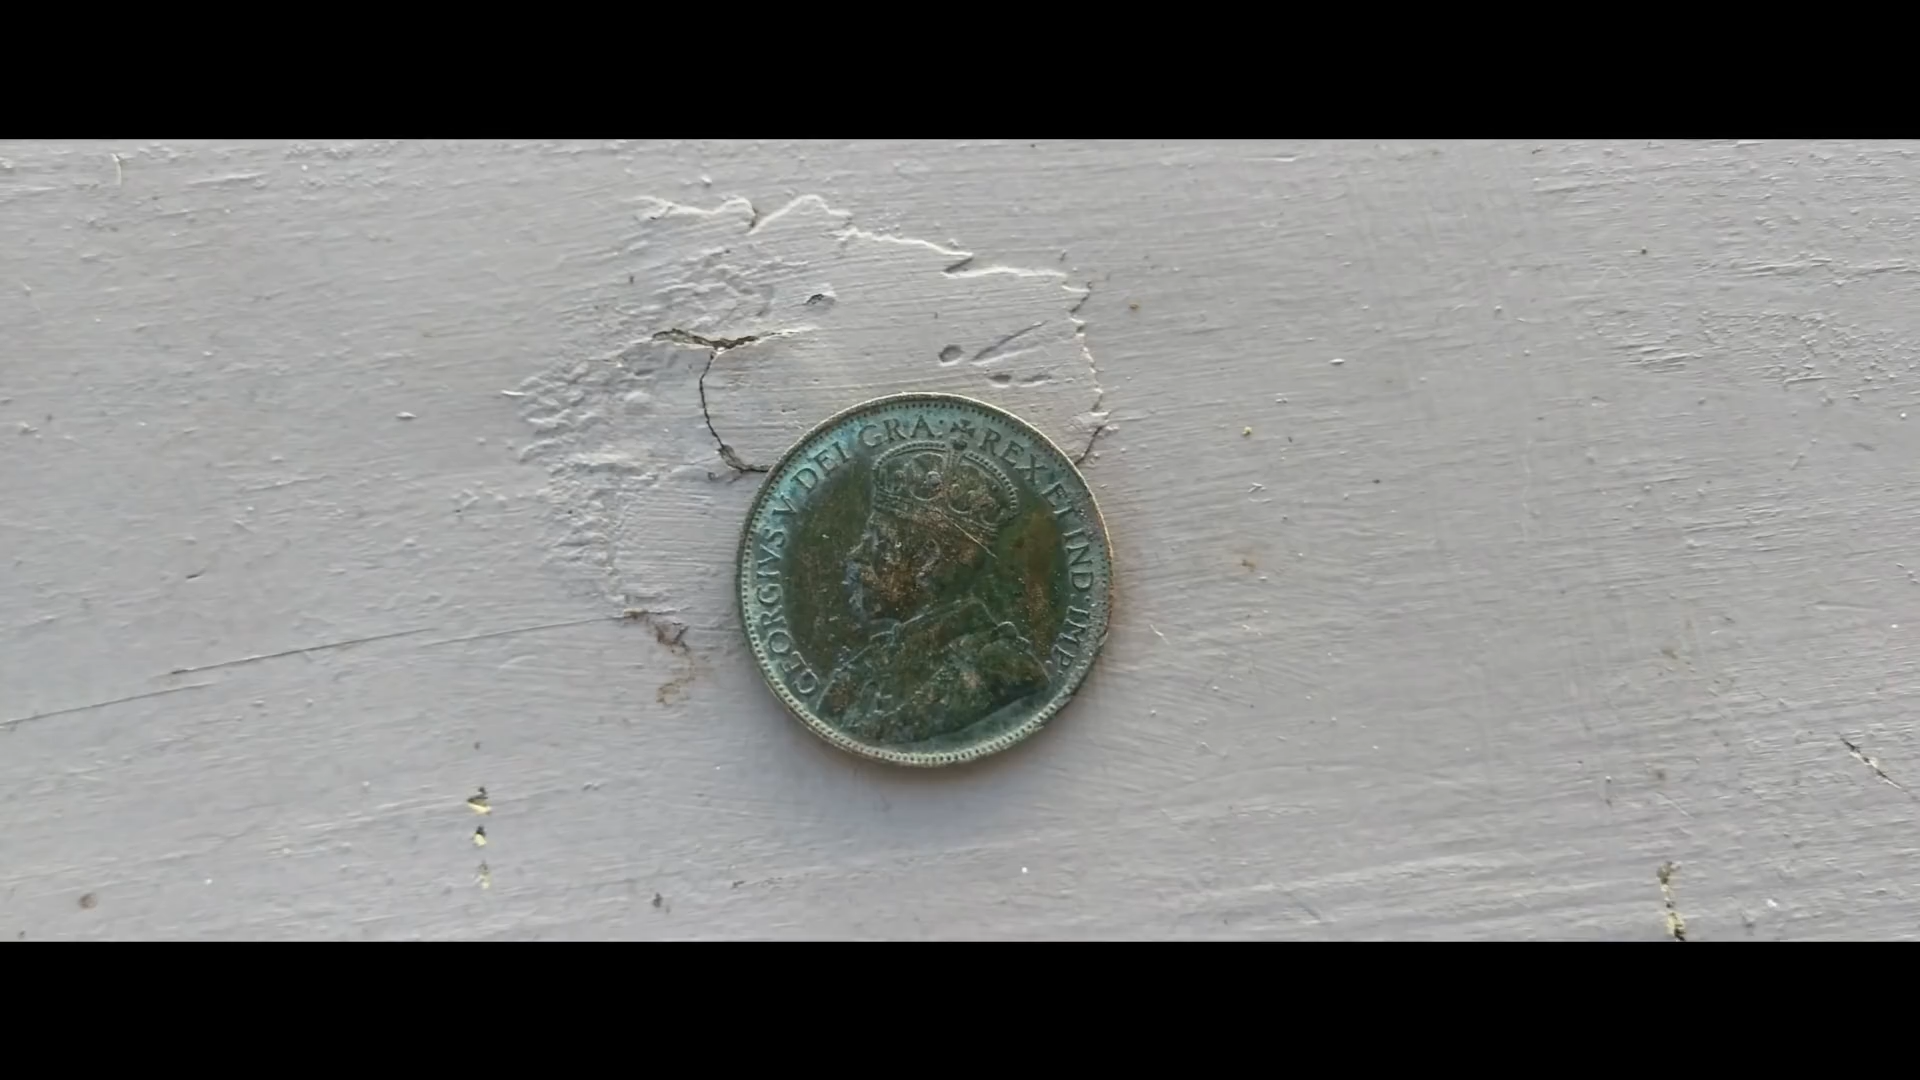 GEORGIVS V DEI GRA: ✠ REX ET IND: IMP: